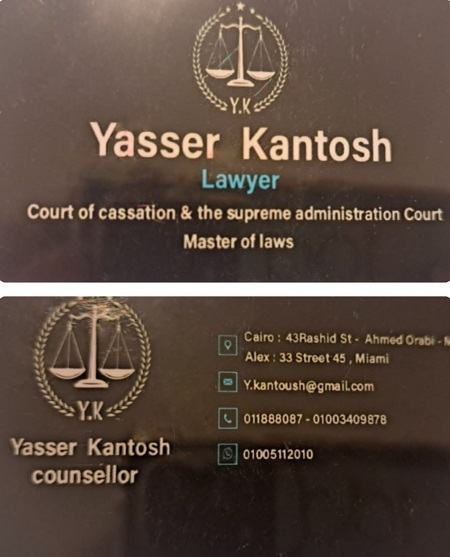 Y.K
Yasser Kantosh
Lawyer
Court of cassation & the supreme administration Court
Master of laws
Y.K
Yasser Kantosh
counsellor
Cairo : 43Rashid St - Ahmed Orabi -
Alex : 33 Street 45 , Miami
Y.kantoush@gmail.com
011888087 - 01003409878
01005112010